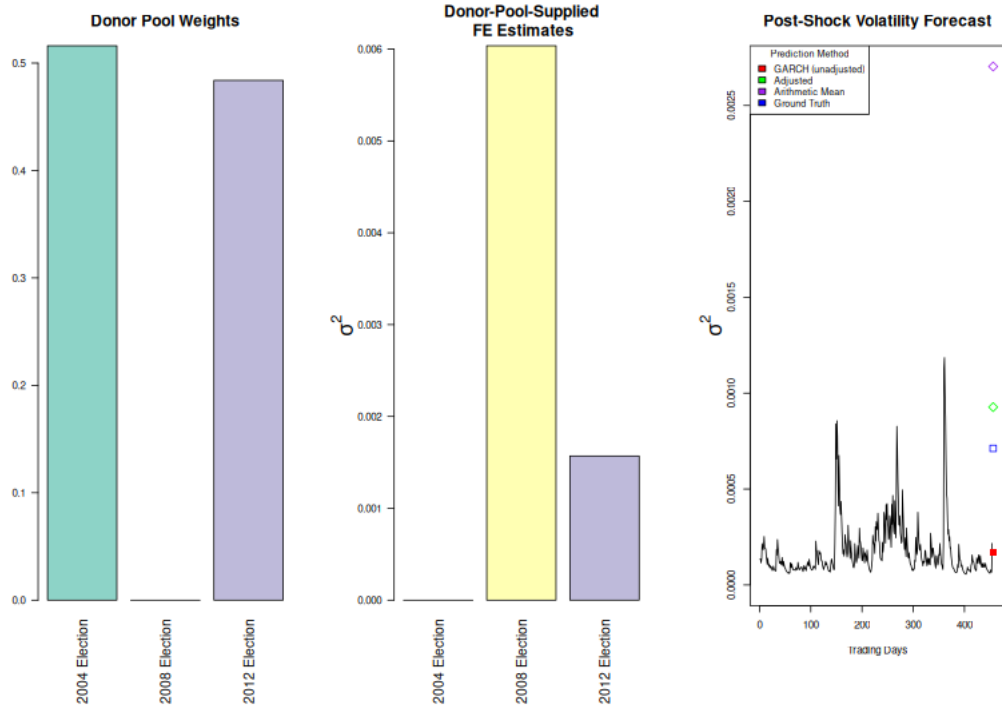 Donor Pool Weights
0.5
0.4
0.3
0.2
0.1
0.0
2004 Election
2008 Election
2012 Election
Donor-Pool-Supplied
FE Estimates
σ²
0.006
0.005
0.004
0.003
0.002
0.001
0.000
2004 Election
2008 Election
2012 Election
Post-Shock Volatility Forecast
Prediction Method
GARCH (unadjusted)
Adjusted
Arithmetic Mean
Ground Truth
σ²
0.0025
0.0020
0.0015
0.0010
0.0005
0.0000
0
100
200
300
400
Trading Days